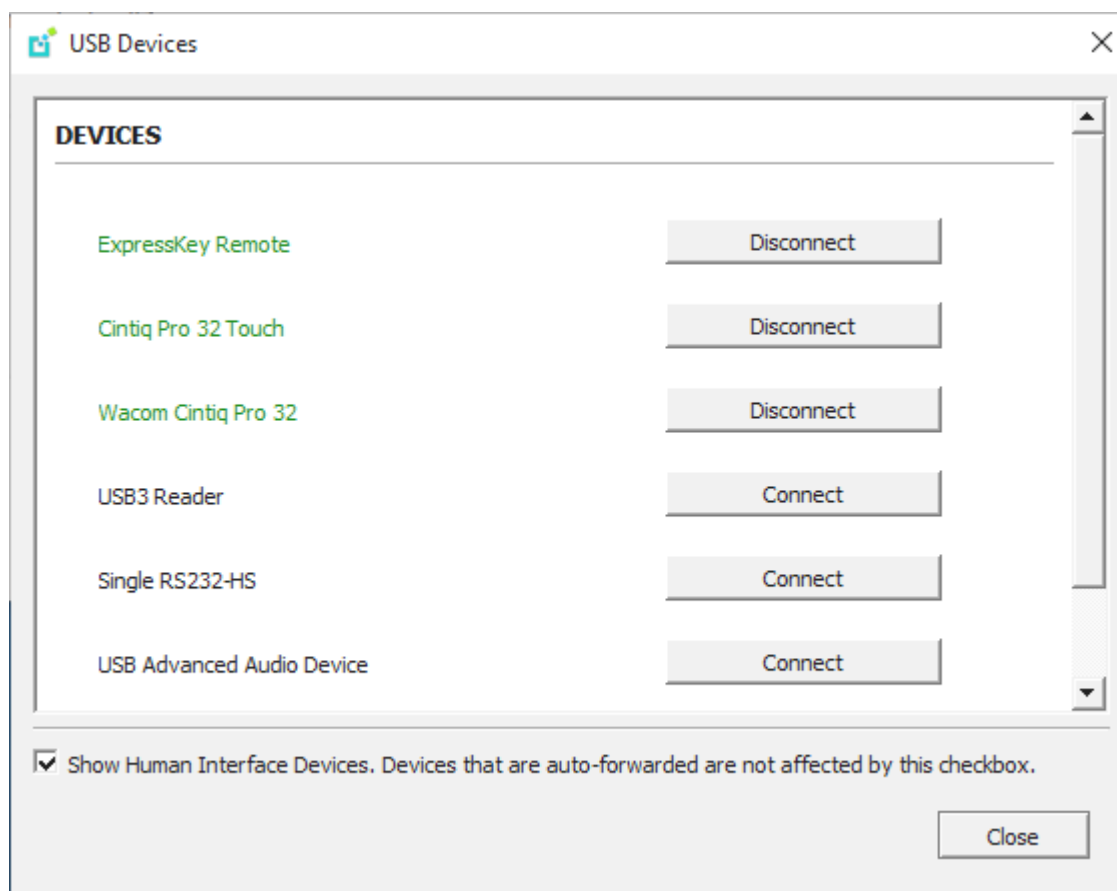 USB Devices
DEVICES
ExpressKey Remote
Disconnect
Cintiq Pro 32 Touch
Disconnect
Wacom Cintiq Pro 32
Disconnect
USB3 Reader
Connect
Single RS232-HS
Connect
USB Advanced Audio Device
Connect
Show Human Interface Devices. Devices that are auto-forwarded are not affected by this checkbox.
Close